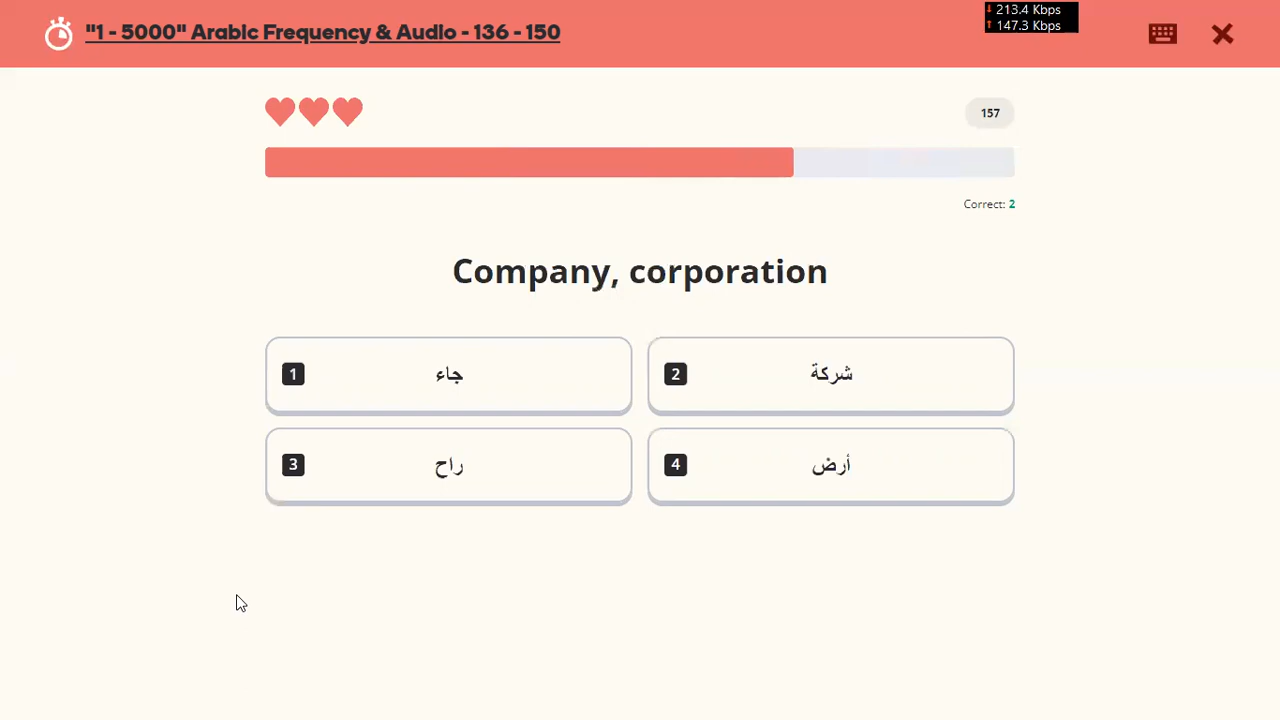 "1 - 5000" Arabic Frequency & Audio - 136 - 150
213.4 Kbps
147.3 Kbps
157
Correct: 2
Company, corporation
1 جاء
2 شركة
3 راح
4 أرض